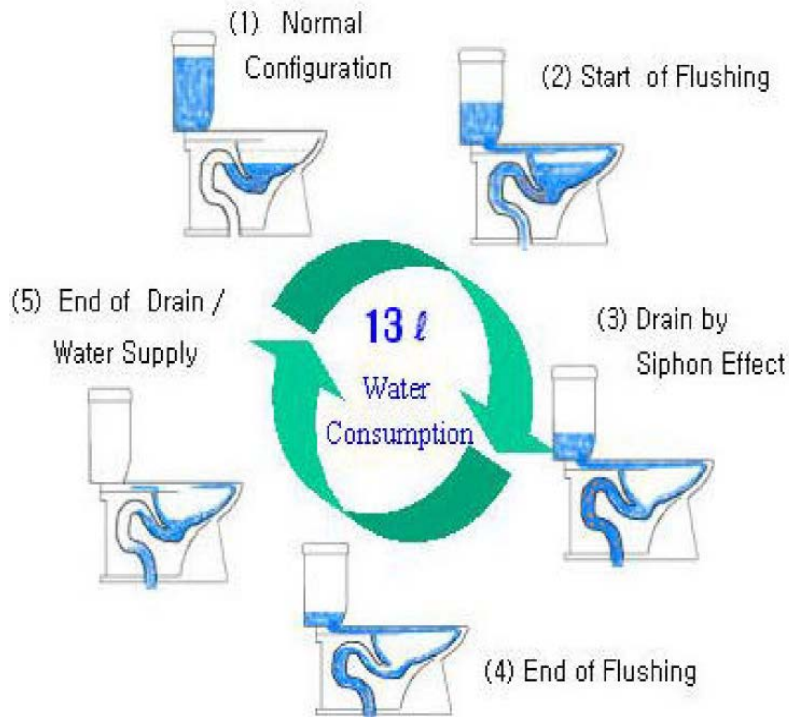 (1) Normal
Configuration
(2) Start of Flushing
(3) Drain by
Siphon Effect
(4) End of Flushing
(5) End of Drain /
Water Supply
13 ℓ
Water
Consumption